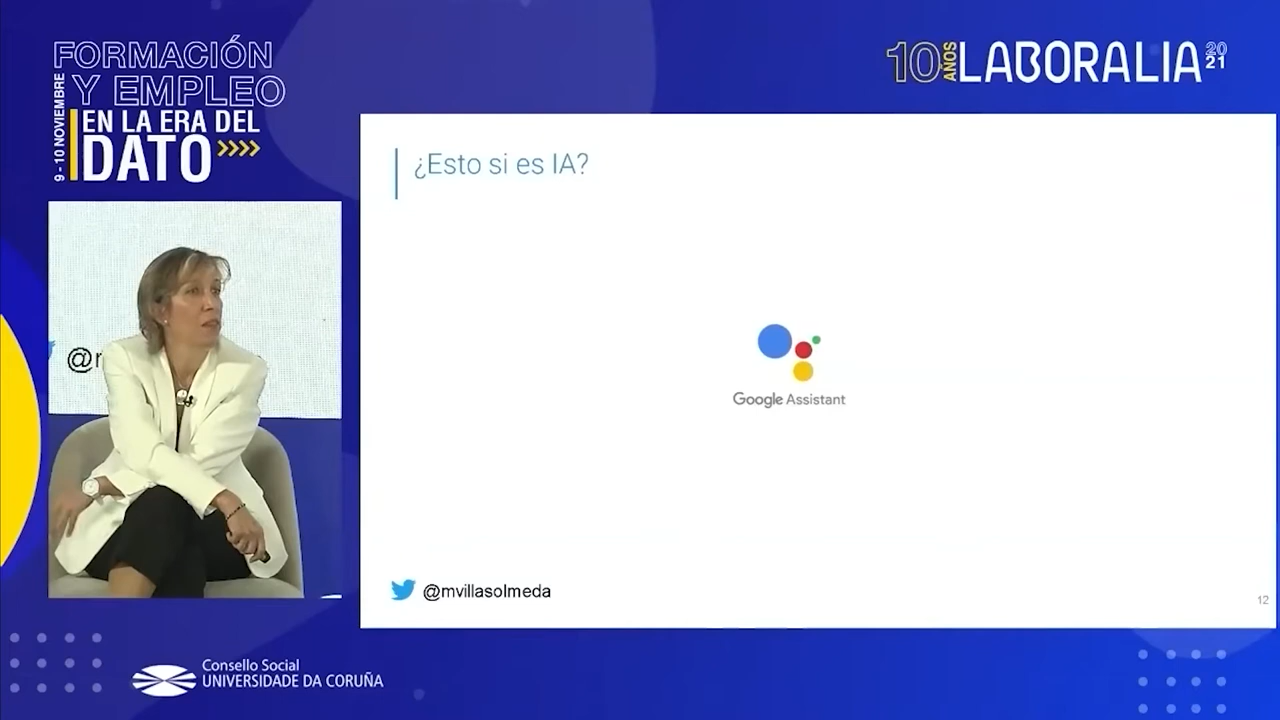 FORMACIÓN
Y EMPLEO
EN LA ERA DEL
DATO
9 - 10 NOVIEMBRE
10 AÑOS LABORALIA 2021
¿Esto si es IA?
Google Assistant
@mvillasolmeda
12
Consello Social
UNIVERSIDADE DA CORUÑA